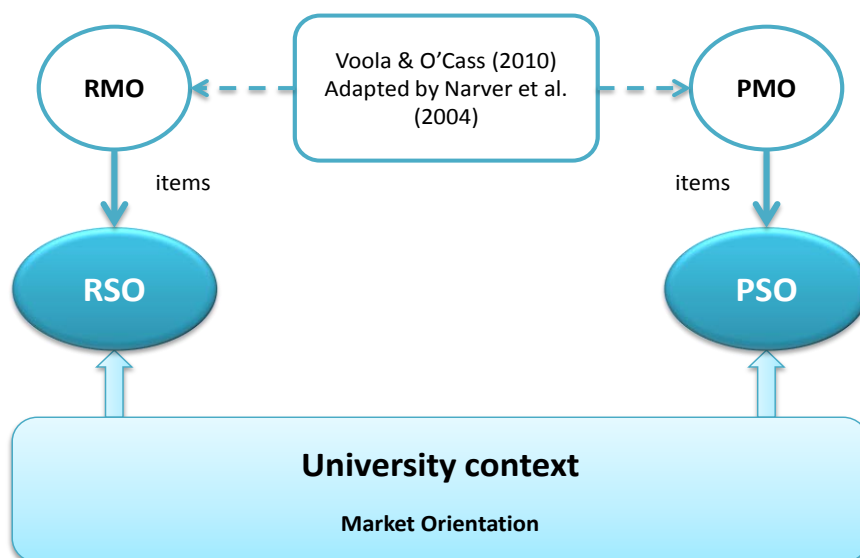 RMO
Voola & O’Cass (2010)
Adapted by Narver et al.
(2004)
PMO
items
items
RSO
PSO
University context
Market Orientation